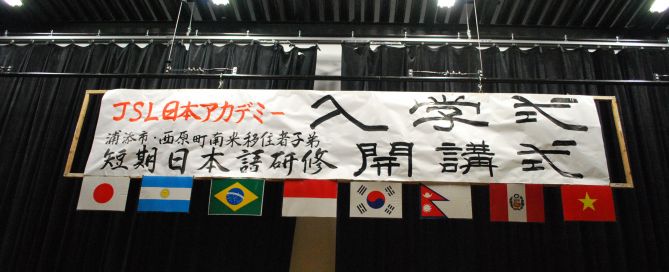 JSL日本アカデミー 入学式
浦添市・西原町南米移住者子弟
短期日本語研修 開講式